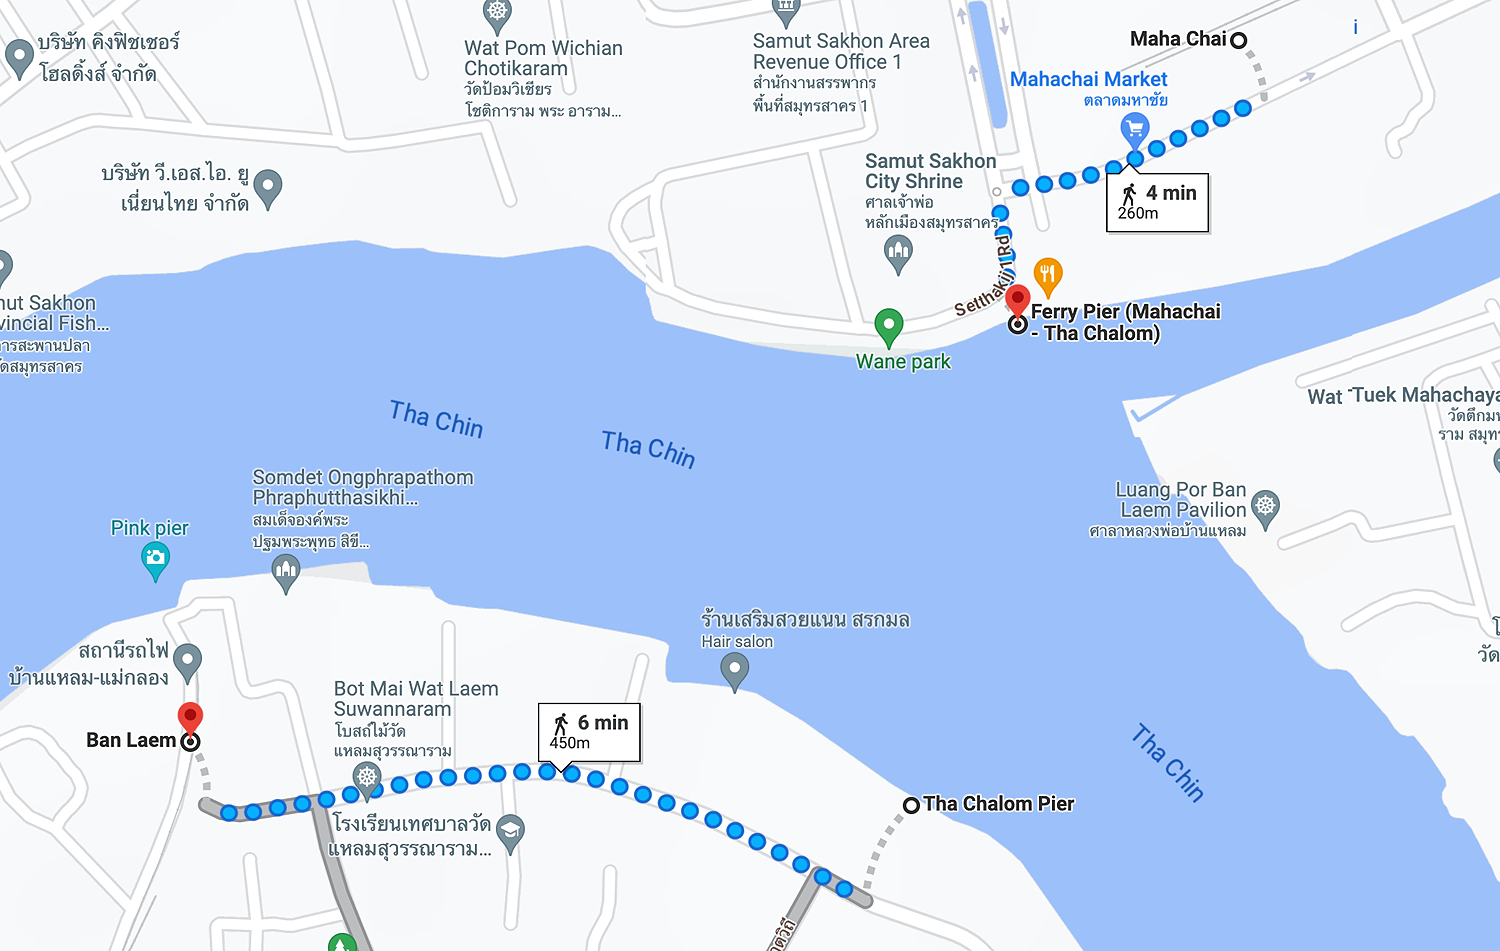 บริษัท คิงฟิชเชอร์
โฮลดิ้งส์ จำกัด
Wat Pom Wichian
Chotikaram
วัดป้อมวิเชียร
โชติการาม พระ อาราม...
Samut Sakhon Area
Revenue Office 1
สำนักงานสรรพากร
พื้นที่สมุทรสาคร 1
Maha Chai
i
Mahachai Market
ตลาดมหาชัย
บริษัท วี.เอส.ไอ. ยู
เนี่ยนไทย จำกัด
Samut Sakhon
City Shrine
ศาลเจ้าพ่อ
หลักเมืองสมุทรสาคร
4 min
260m
Setthakij 1 Rd
Ferry Pier (Mahachai
- Tha Chalom)
Wane park
nut Sakhon
vincial Fish...
ารสะพานปลา
ัดสมุทรสาคร
Tha Chin
Tha Chin
Wat Tuek Mahachaya
วัดตึกมห
ราม สมุทร
Somdet Ongphrapathom
Phraphutthasikhi...
สมเด็จองค์พระ
ปฐมพระพุทธ สิขี...
Pink pier
Luang Por Ban
Laem Pavilion
ศาลาหลวงพ่อบ้านแหลม
ร้านเสริมสวยแนน สรกมล
Hair salon
สถานีรถไฟ
บ้านแหลม-แม่กลอง
วัด
Bot Mai Wat Laem
Suwannaram
โบสถ์ไม้วัด
แหลมสุวรรณาราม
6 min
450m
Ban Laem
Tha Chin
Tha Chalom Pier
โรงเรียนเทศบาลวัด
แหลมสุวรรณาราม...